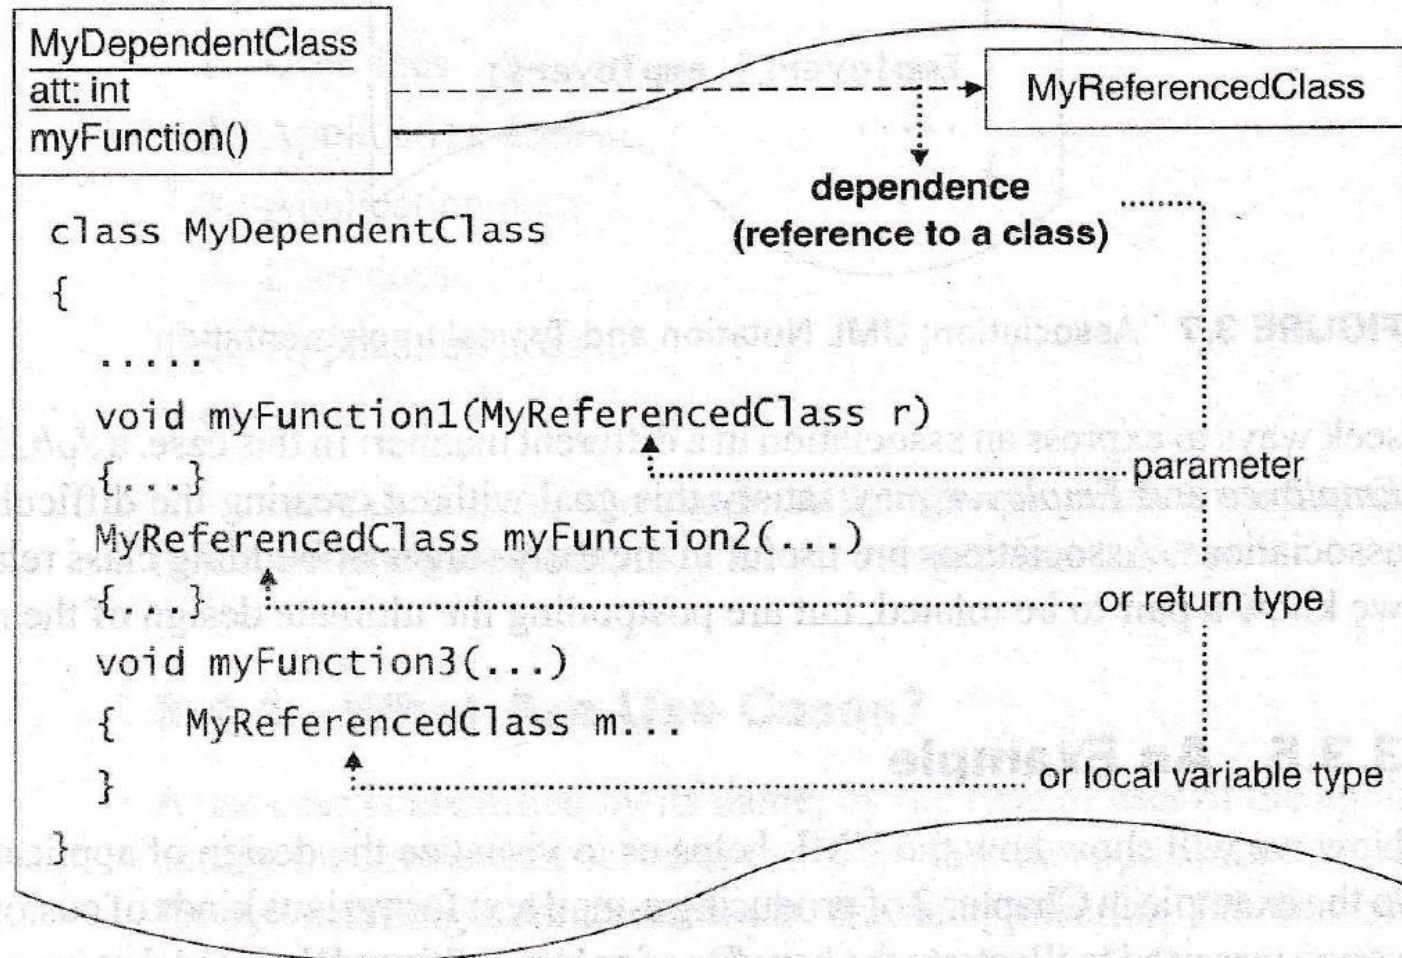 MyDependentClass
att: int
myFunction()
MyReferencedClass
dependence
(reference to a class)
class MyDependentClass
{
.....
void myFunction1(MyReferencedClass r)
{...}
parameter
MyReferencedClass myFunction2(...)
{...}
or return type
void myFunction3(...)
{ MyReferencedClass m...
}
or local variable type
}